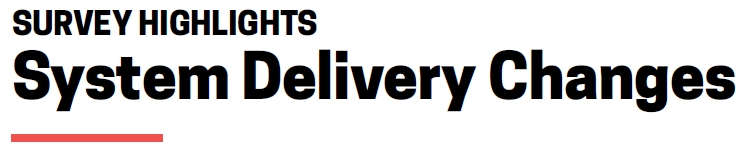 SURVEY HIGHLIGHTS
System Delivery Changes